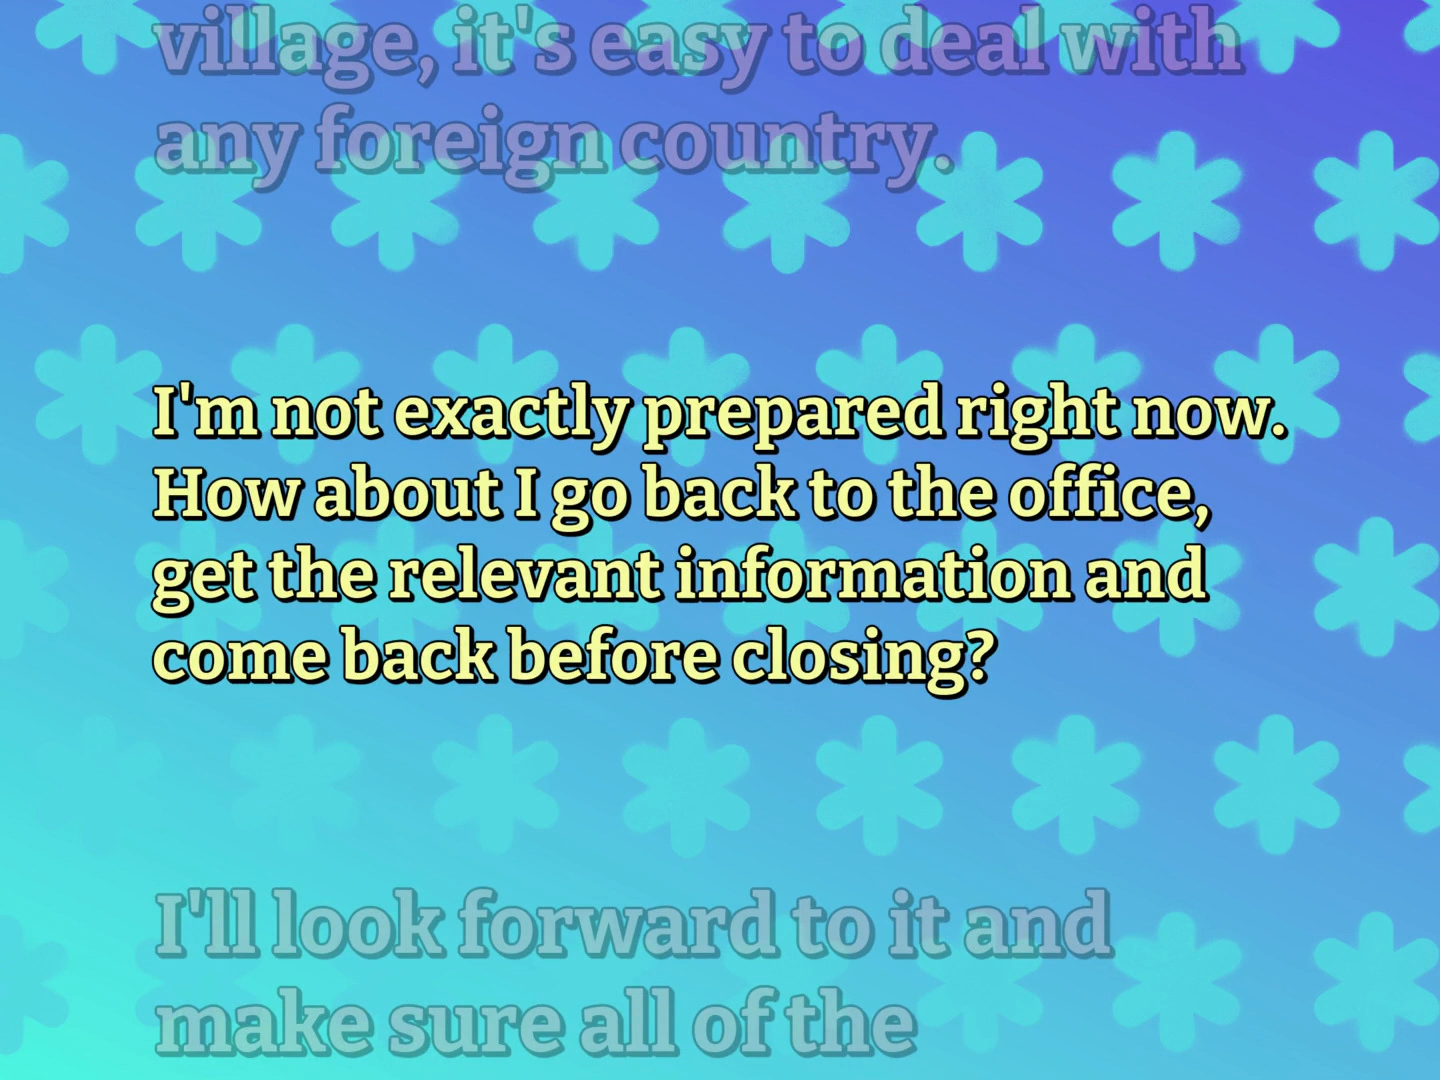 village, it's easy to deal with
any foreign country.
I'm not exactly prepared right now.
How about I go back to the office,
get the relevant information and
come back before closing?
I'll look forward to it and
make sure all of the